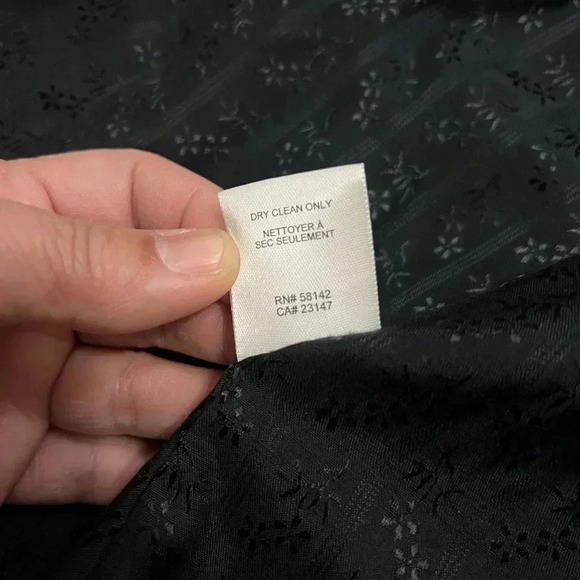 DRY CLEAN ONLY
NETTOYER À
SEC SEULEMENT
RN# 58142
CA# 23147